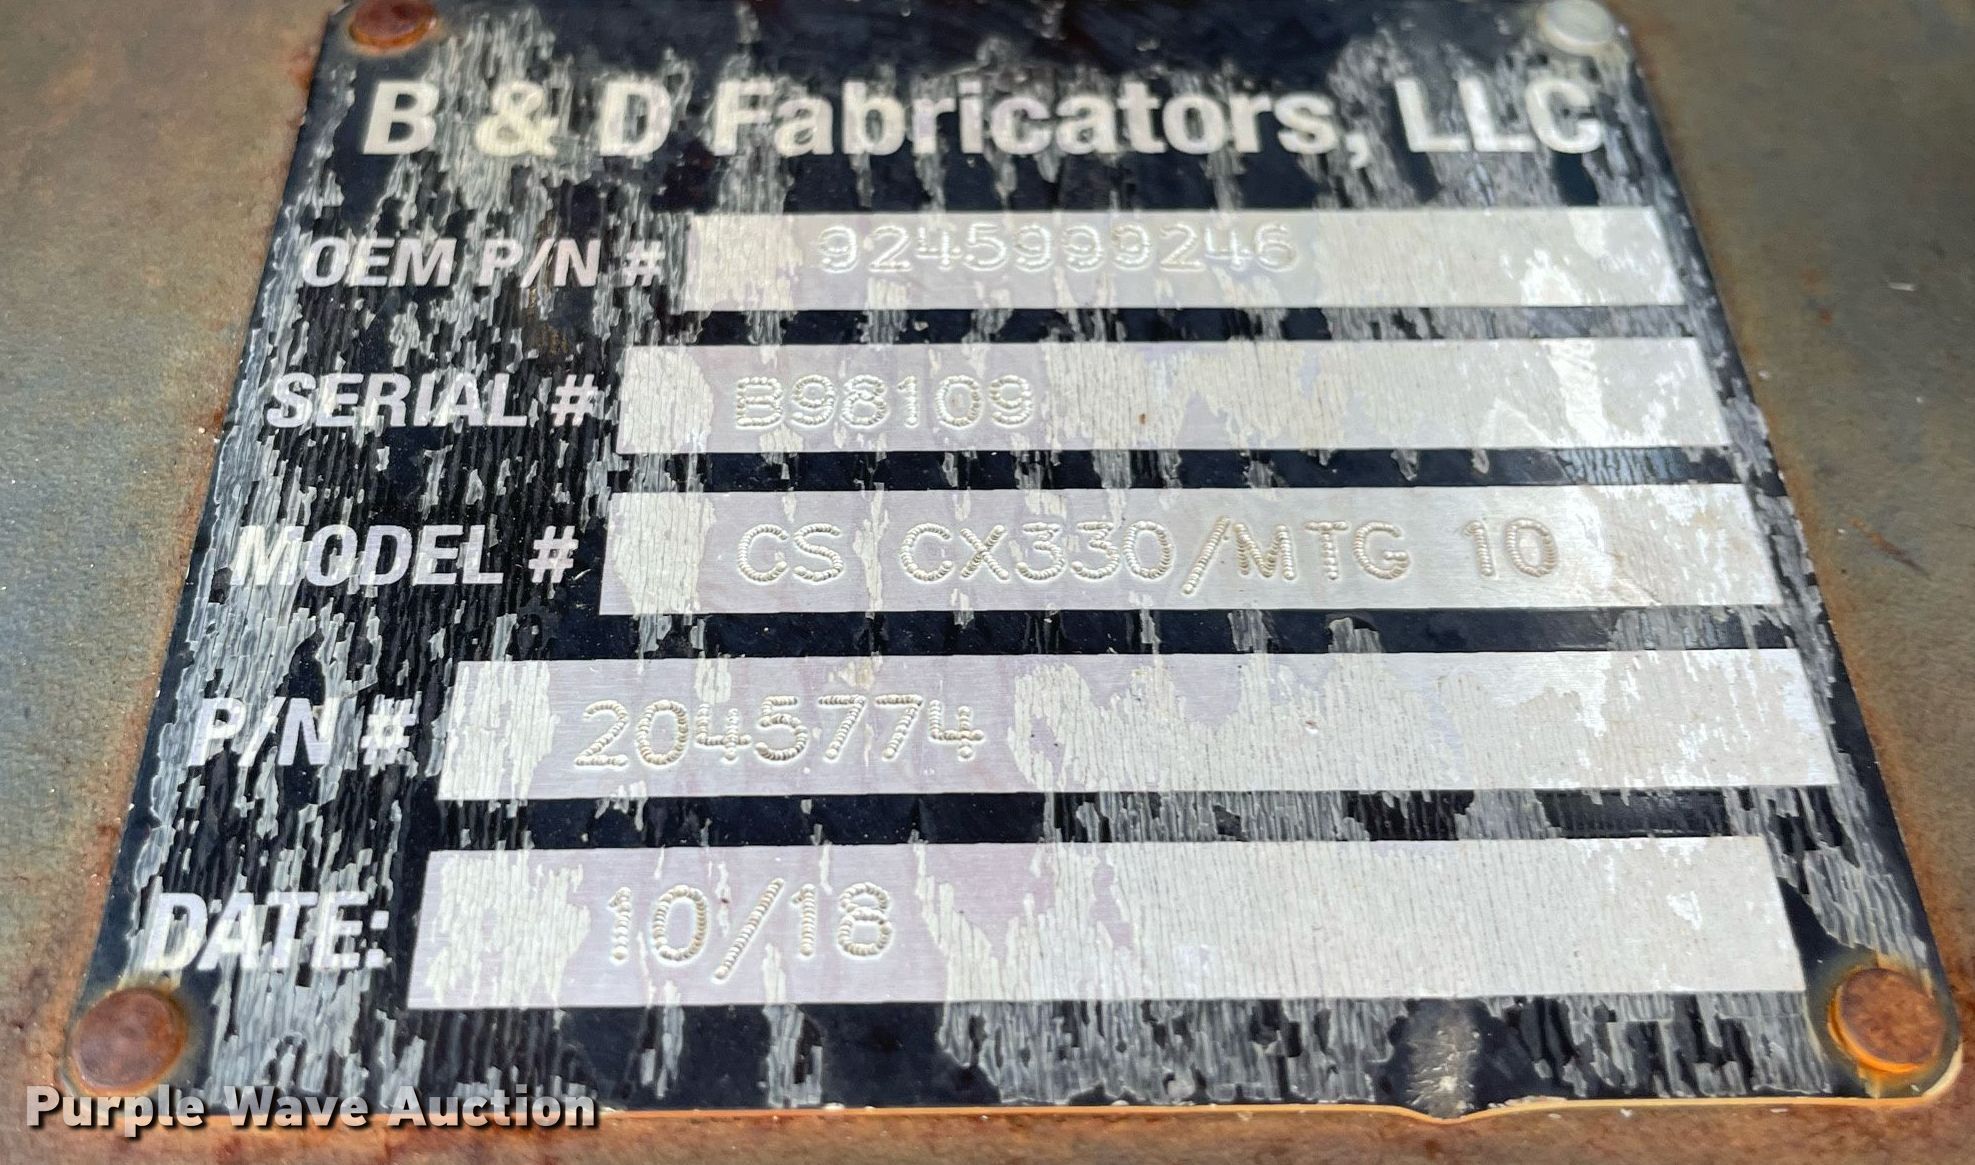 B & D Fabricators, LLC
OEM P/N # 9245999246
SERIAL # B98109
MODEL # CS CX330/MTG 10
P/N # 2045774
DATE: 10/18
Purple Wave Auction